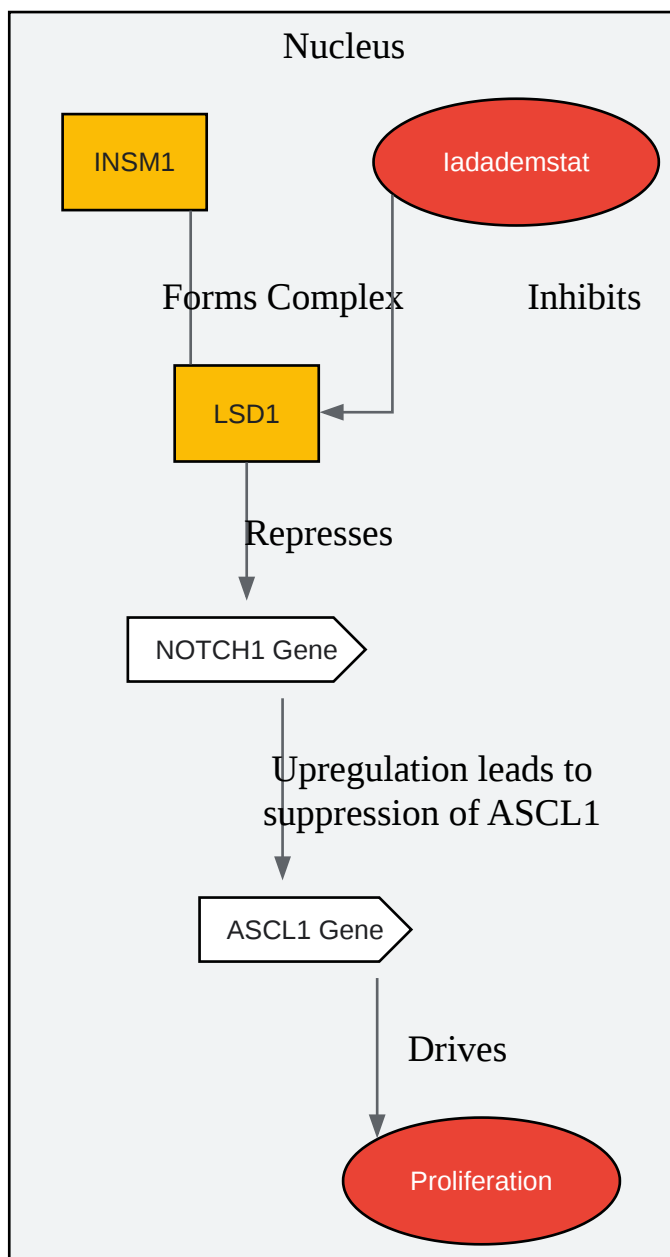 Nucleus
INSM1
Iadademstat
Forms Complex
Inhibits
LSD1
Represses
NOTCH1 Gene
Upregulation leads to
suppression of ASCL1
ASCL1 Gene
Drives
Proliferation